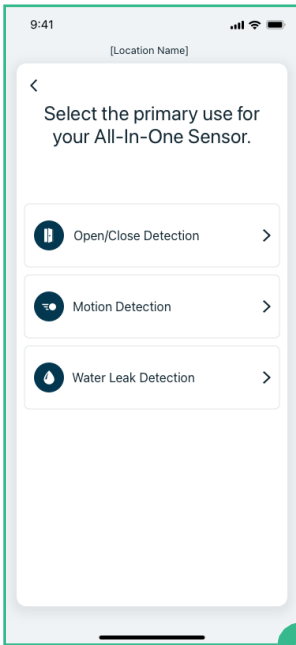 9:41
[Location Name]
Select the primary use for
your All-In-One Sensor.
Open/Close Detection
Motion Detection
Water Leak Detection